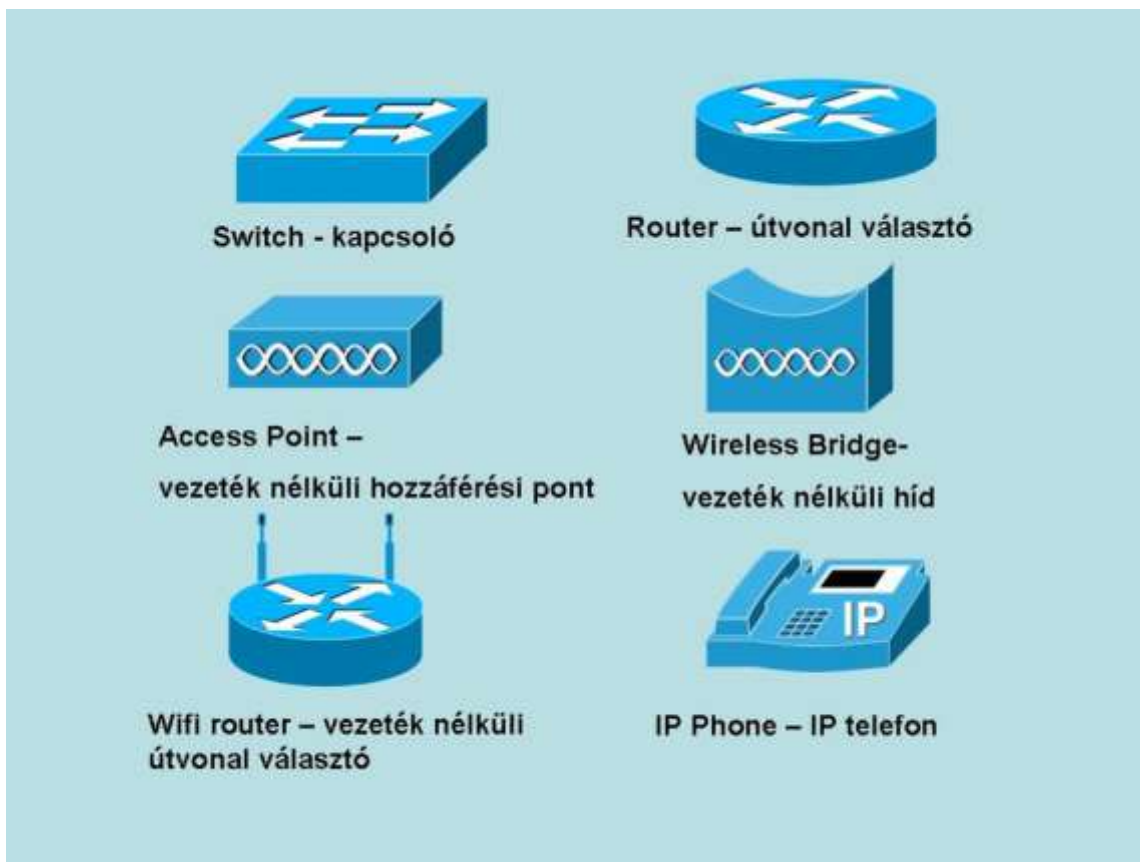 Switch - kapcsoló
Router – útvonal választó
Access Point –
vezeték nélküli hozzáférési pont
Wireless Bridge-
vezeték nélküli híd
Wifi router – vezeték nélküli
útvonal választó
IP
IP Phone – IP telefon